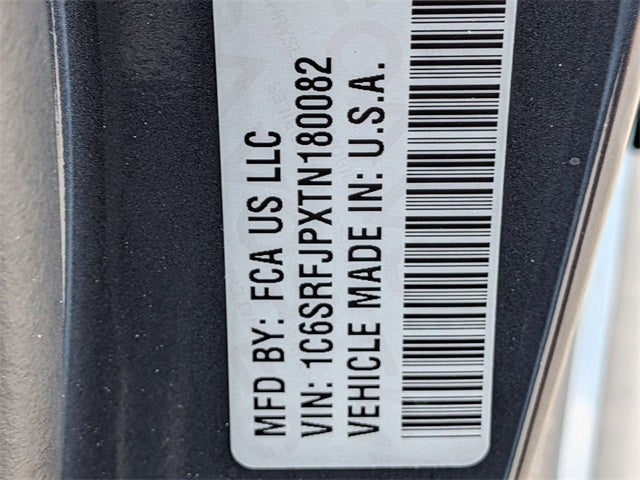 MFD BY: FCA US LLC
VIN: 1C6SRFJPXTN180082
VEHICLE MADE IN: U.S.A.